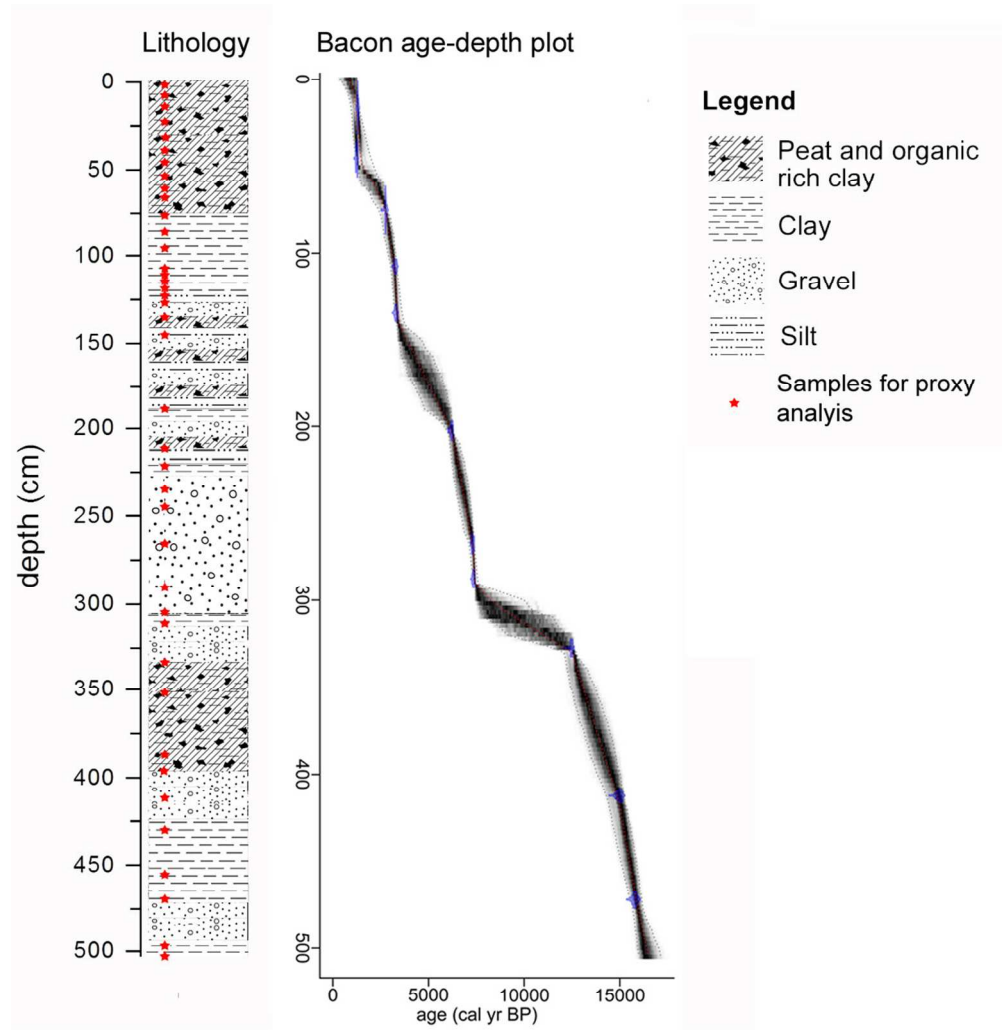 Lithology
Bacon age-depth plot
depth (cm)
0
50
100
150
200
250
300
350
400
450
500
0
100
200
300
400
500
0 5000 10000 15000
age (cal yr BP)
Legend
Peat and organic
rich clay
Clay
Gravel
Silt
Samples for proxy
analyis